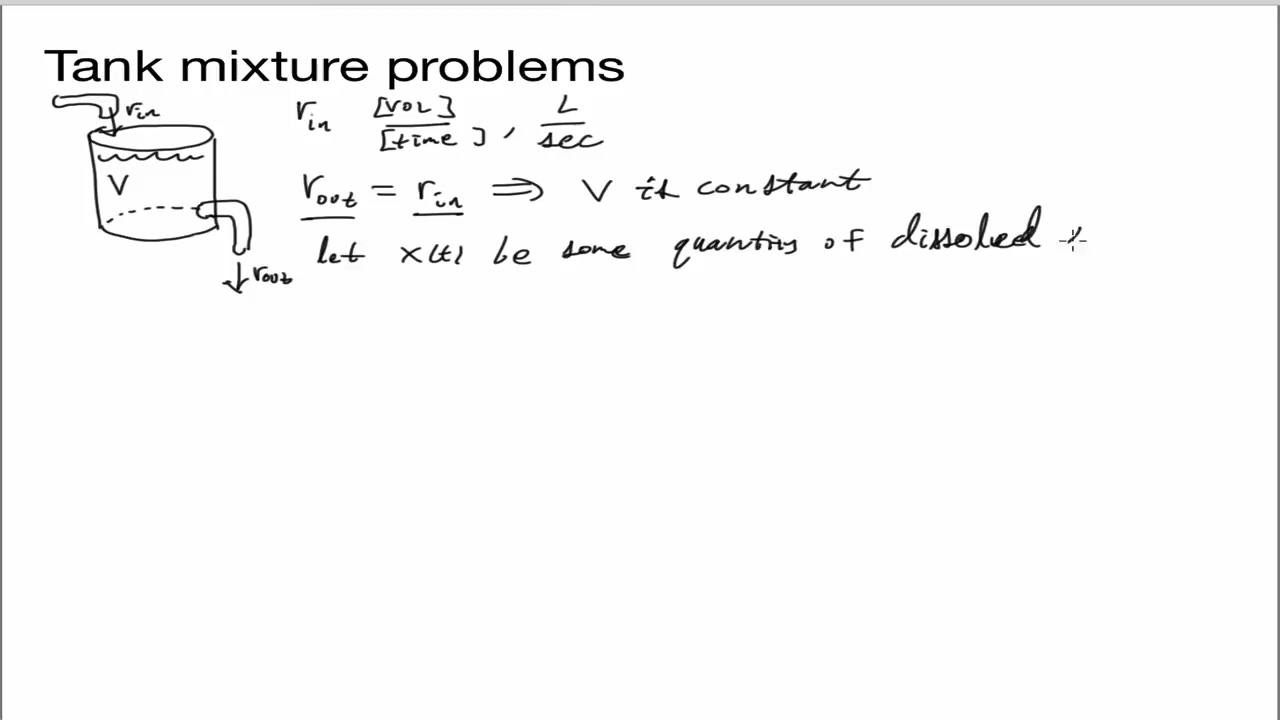 Tank mixture problems
r_in
r_in [VOL] / [time], L / sec
V
r_out = r_in ⇒ V is constant
let x(t) be some quantity of dissolved
r_out